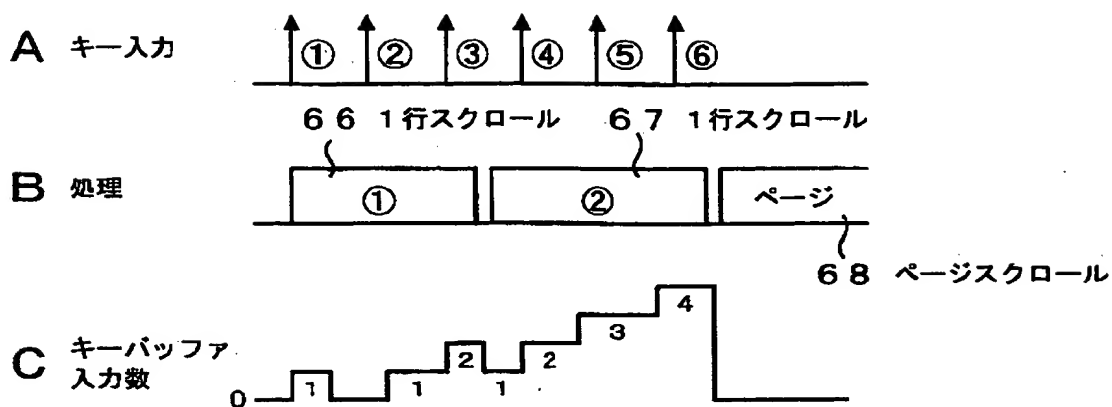 A キー入力 ① ② ③ ④ ⑤ ⑥
66 1行スクロール 67 1行スクロール
B 処理 ① ② ページ
68 ページスクロール
C キーバッファ
入力数
0 1 1 2 1 2 3 4